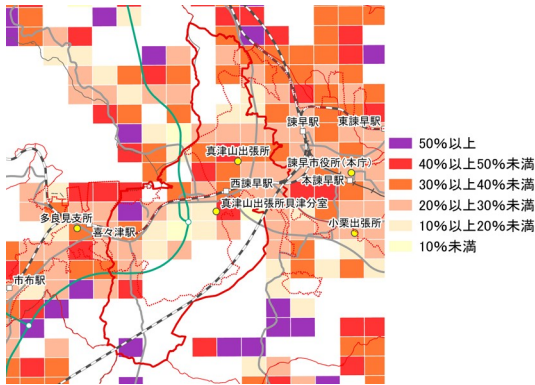 諫早駅
東諫早駅
真津山出張所
諫早市役所(本庁)
西諫早駅
本諫早駅
真津山出張所貝津分室
多良見支所
喜々津駅
小栗出張所
市布駅
50%以上
40%以上50%未満
30%以上40%未満
20%以上30%未満
10%以上20%未満
10%未満